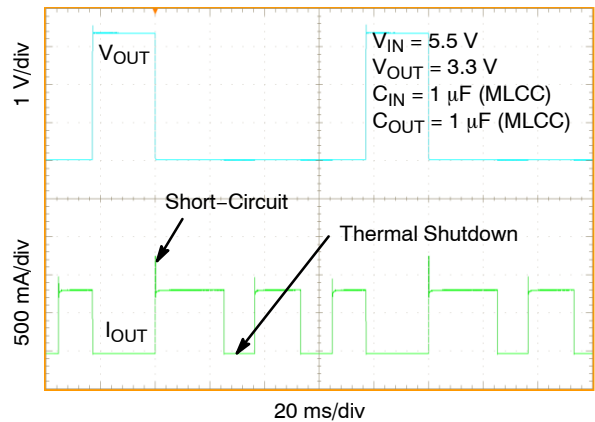 1 V/div
VOUT
VIN = 5.5 V
VOUT = 3.3 V
CIN = 1 μF (MLCC)
COUT = 1 μF (MLCC)
Short−Circuit
Thermal Shutdown
500 mA/div
IOUT
20 ms/div